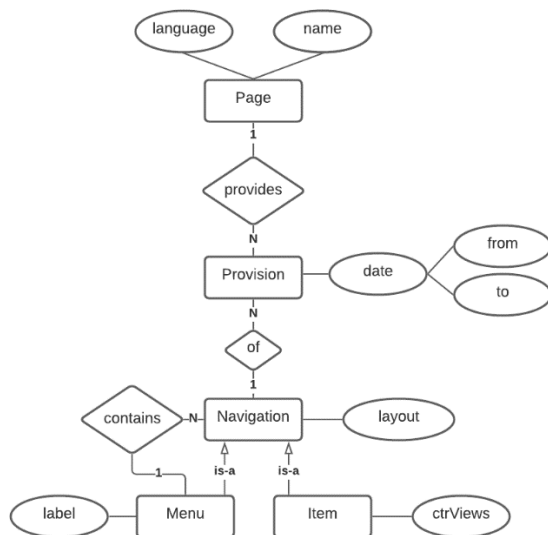 language
name
Page
1
provides
N
Provision
date
from
to
N
of
1
contains
N
Navigation
layout
1
is-a
is-a
label
Menu
Item
ctrViews